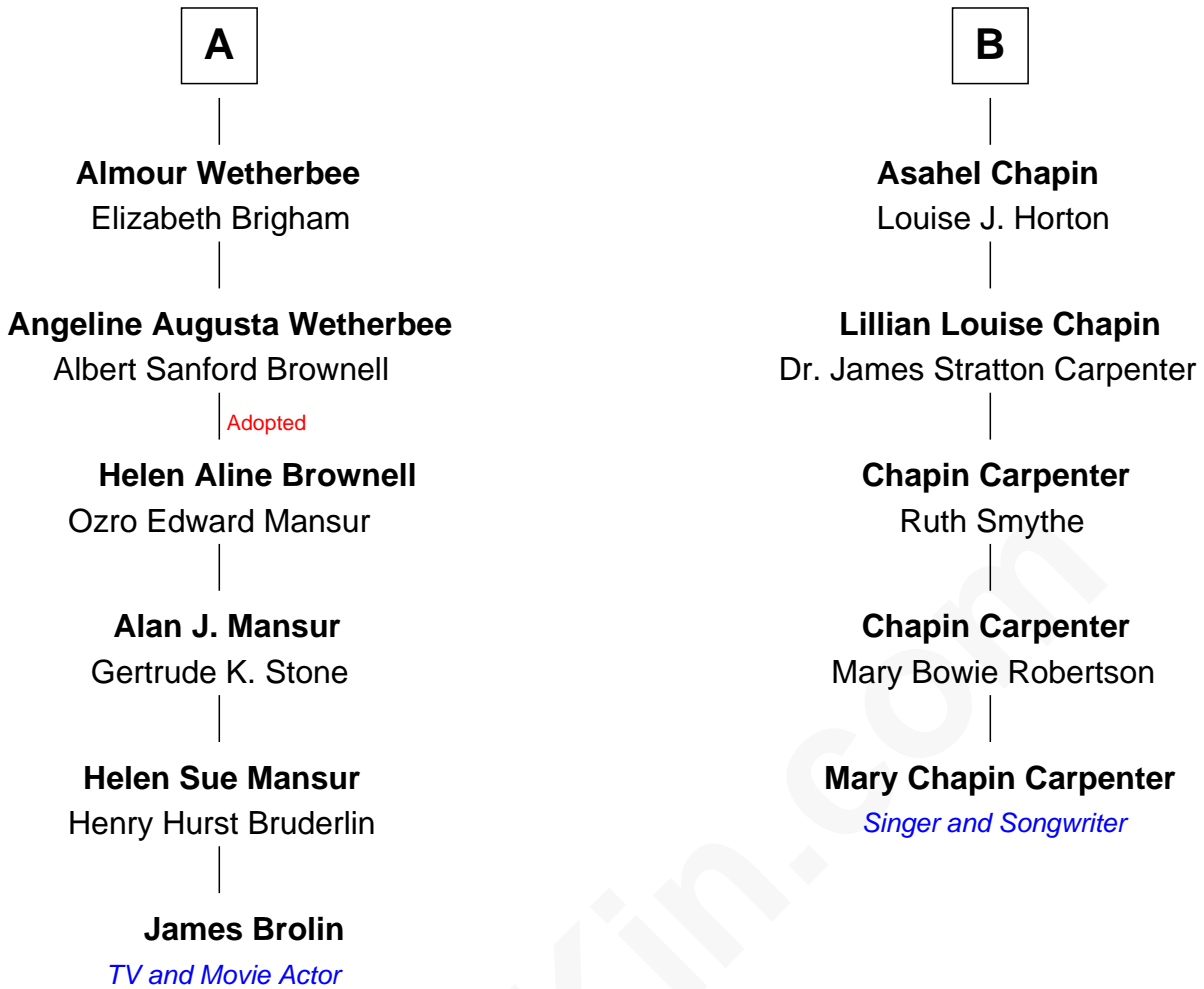 A
Almour Wetherbee
Elizabeth Brigham
Angeline Augusta Wetherbee
Albert Sanford Brownell
Adopted
Helen Aline Brownell
Ozro Edward Mansur
Alan J. Mansur
Gertrude K. Stone
Helen Sue Mansur
Henry Hurst Bruderlin
James Brolin
TV and Movie Actor
B
Asahel Chapin
Louise J. Horton
Lillian Louise Chapin
Dr. James Stratton Carpenter
Chapin Carpenter
Ruth Smythe
Chapin Carpenter
Mary Bowie Robertson
Mary Chapin Carpenter
Singer and Songwriter
Kin.com